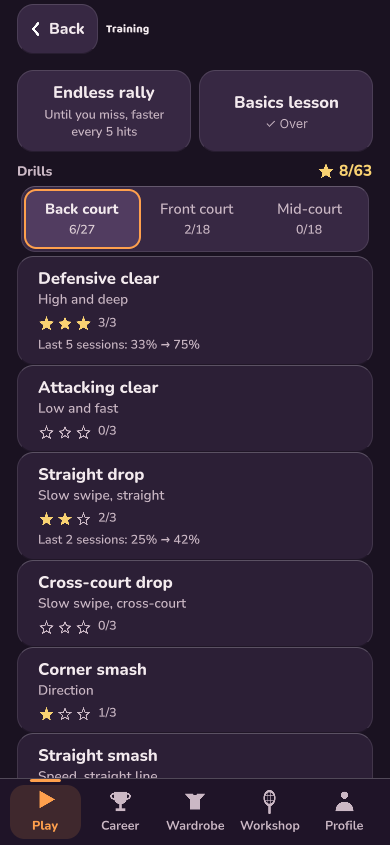 Back
Training
Endless rally
Until you miss, faster
every 5 hits
Basics lesson
✓ Over
Drills
8/63
Back court
6/27
Front court
2/18
Mid-court
0/18
Defensive clear
High and deep
3/3
Last 5 sessions: 33% → 75%
Attacking clear
Low and fast
0/3
Straight drop
Slow swipe, straight
2/3
Last 2 sessions: 25% → 42%
Cross-court drop
Slow swipe, cross-court
0/3
Corner smash
Direction
1/3
Straight smash
Speed, straight line
Play
Career
Wardrobe
Workshop
Profile